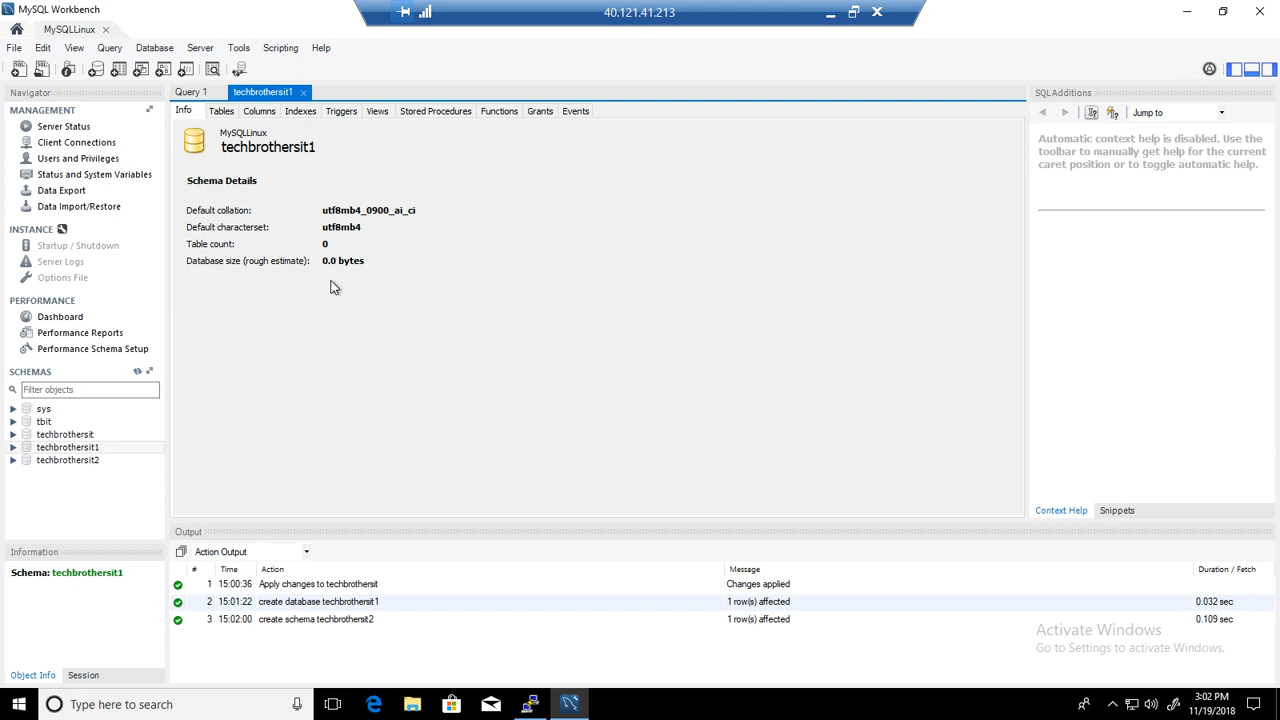 MySQL Workbench
40.121.41.213
MySQLLinux
File Edit View Query Database Server Tools Scripting Help
Navigator
MANAGEMENT
Server Status
Client Connections
Users and Privileges
Status and System Variables
Data Export
Data Import/Restore
INSTANCE
Startup / Shutdown
Server Logs
Options File
PERFORMANCE
Dashboard
Performance Reports
Performance Schema Setup
SCHEMAS
Filter objects
sys
tbit
techbrothersit
techbrothersit1
techbrothersit2
Information
Schema: techbrothersit1
Object Info Session
Query 1 techbrothersit1
Info Tables Columns Indexes Triggers Views Stored Procedures Functions Grants Events
MySQLLinux
techbrothersit1
Schema Details
Default collation: utf8mb4_0900_ai_ci
Default characterset: utf8mb4
Table count: 0
Database size (rough estimate): 0.0 bytes
SQLAdditions
Jump to
Automatic context help is disabled. Use the
toolbar to manually get help for the current
caret position or to toggle automatic help.
Context Help Snippets
Output
Action Output
# Time Action Message Duration / Fetch
1 15:00:36 Apply changes to techbrothersit Changes applied
2 15:01:22 create database techbrothersit1 1 row(s) affected 0.032 sec
3 15:02:00 create schema techbrothersit2 1 row(s) affected 0.109 sec
Activate Windows
Go to Settings to activate Windows.
Type here to search
3:02 PM
11/19/2018